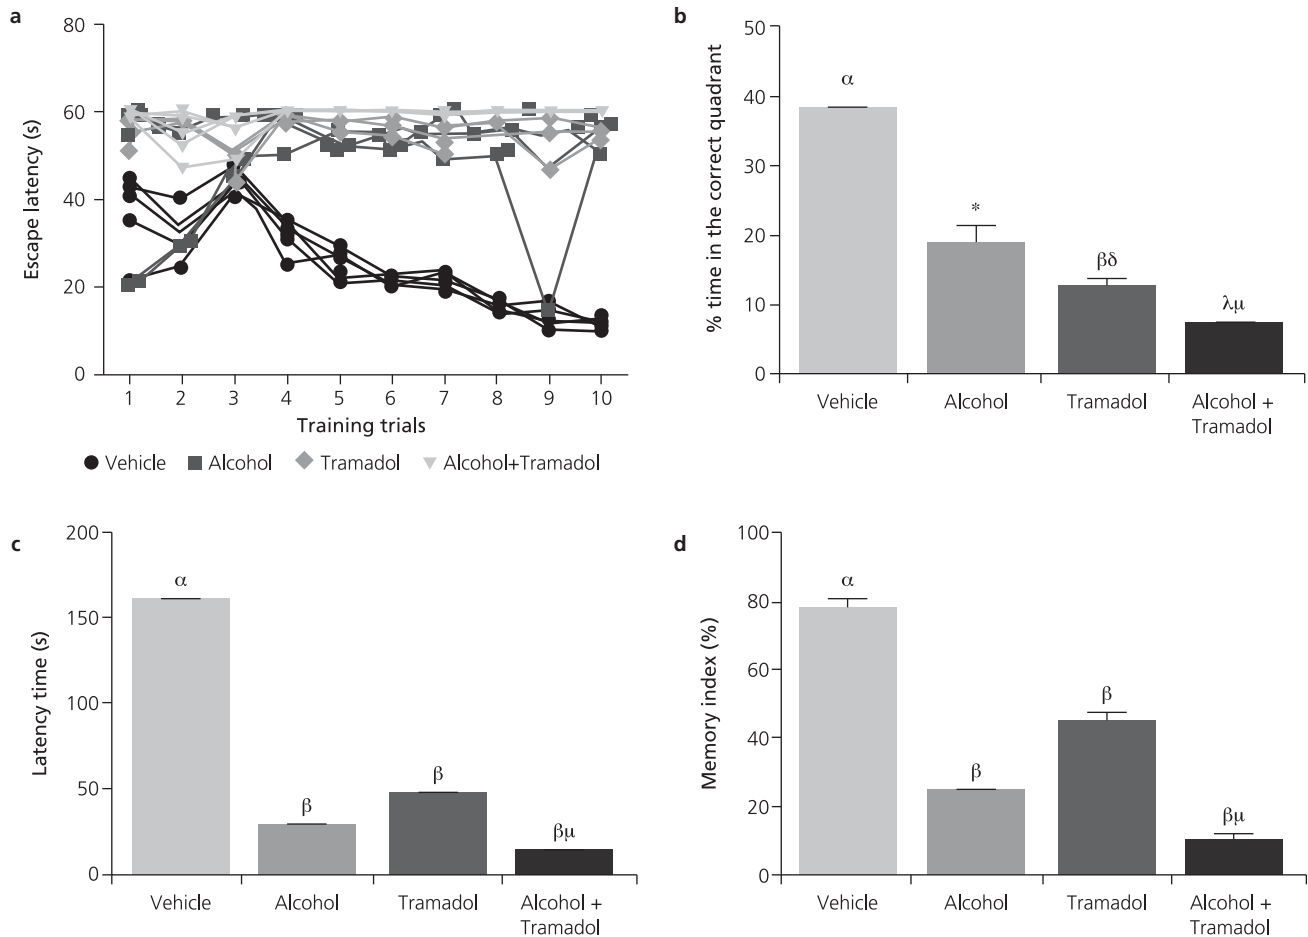 a
80
60
40
20
0
Escape latency (s)
1 2 3 4 5 6 7 8 9 10
Training trials
Vehicle Alcohol Tramadol Alcohol+Tramadol
b
50
40
30
20
10
0
% time in the correct quadrant
α
*
βδ
λμ
Vehicle Alcohol Tramadol Alcohol +
Tramadol
c
200
150
100
50
0
Latency time (s)
α
β
β
βμ
Vehicle Alcohol Tramadol Alcohol +
Tramadol
d
100
80
60
40
20
0
Memory index (%)
α
β
β
βμ
Vehicle Alcohol Tramadol Alcohol +
Tramadol